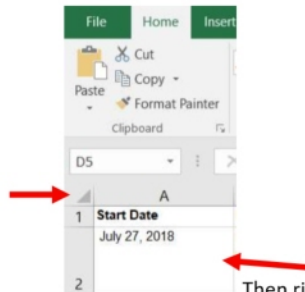 File Home Insert
Cut
Copy
Paste
Format Painter
Clipboard
D5
A
1 Start Date
July 27, 2018
2
Then ri